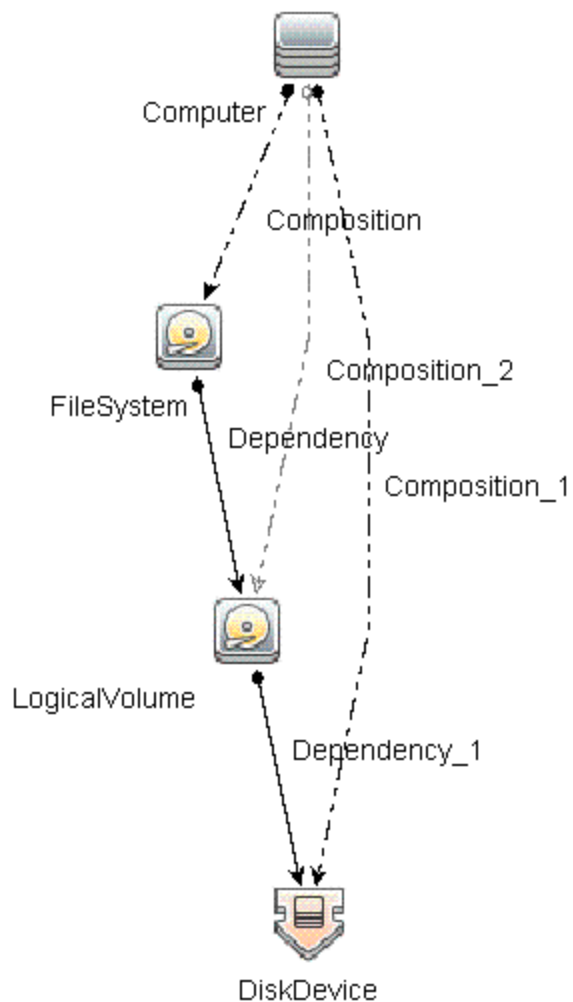 Computer
Composition
Composition_2
FileSystem
Dependency
Composition_1
LogicalVolume
Dependency_1
DiskDevice